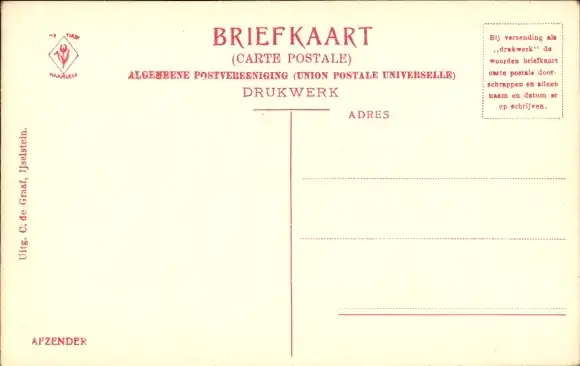 HAARLEM
BRIEFKAART
(CARTE POSTALE)
ALGEMEENE POSTVEREENIGING (UNION POSTALE UNIVERSELLE)
DRUKWERK
ADRES
Bij verzending als
„drukwerk" de
woorden briefkaart
carte postale door-
schrappen en alleen
naam en datum er
op schrijven.
Uitg. C. de Graaf, Ijselstein.
AFZENDER